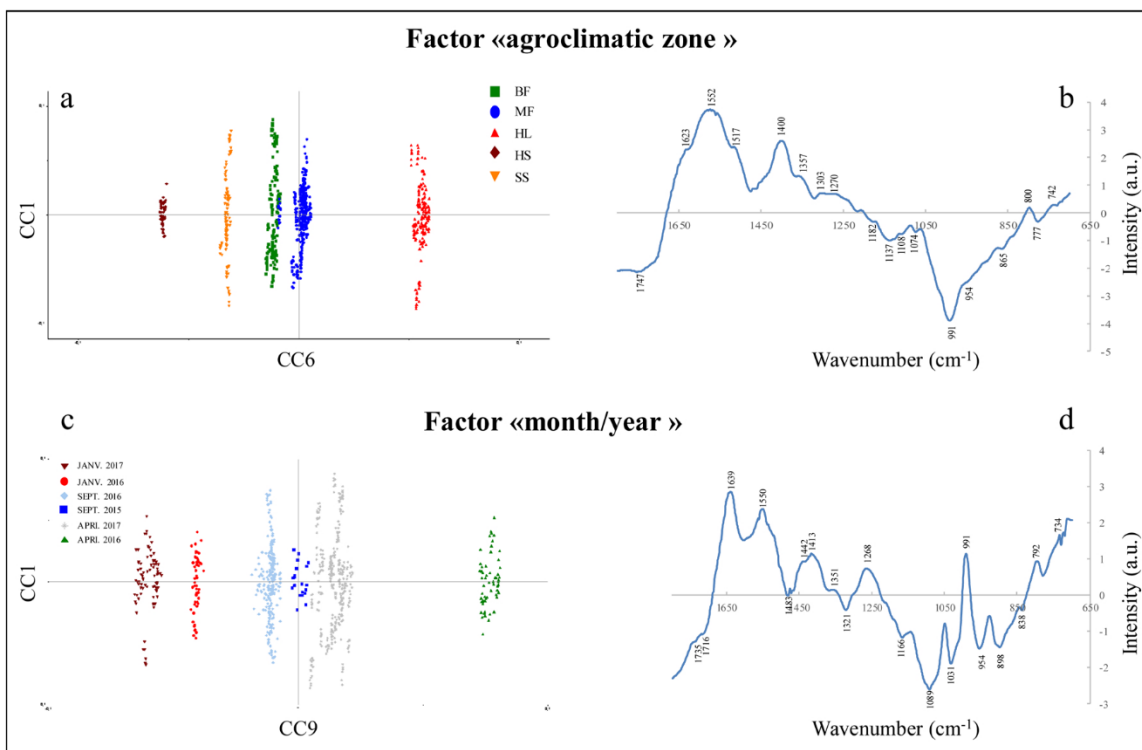 Factor «agroclimatic zone »
a
BF
MF
HL
HS
SS
CC1
CC6
b
1747
1623
1552
1517
1400
1357
1303
1270
1182
1137
1108
1074
991
954
865
800
777
742
1650
1450
1250
1050
850
650
4
3
2
1
0
-1
-2
-3
-4
-5
Intensity (a.u.)
Wavenumber (cm-1)
Factor «month/year »
c
JANV. 2017
JANV. 2016
SEPT. 2016
SEPT. 2015
APRI. 2017
APRI. 2016
CC1
CC9
d
1735
1716
1639
1550
1483
1442
1413
1351
1321
1268
1166
1089
1031
991
954
898
838
792
734
1650
1450
1250
1050
850
650
4
3
2
1
0
-1
-2
-3
Intensity (a.u.)
Wavenumber (cm-1)